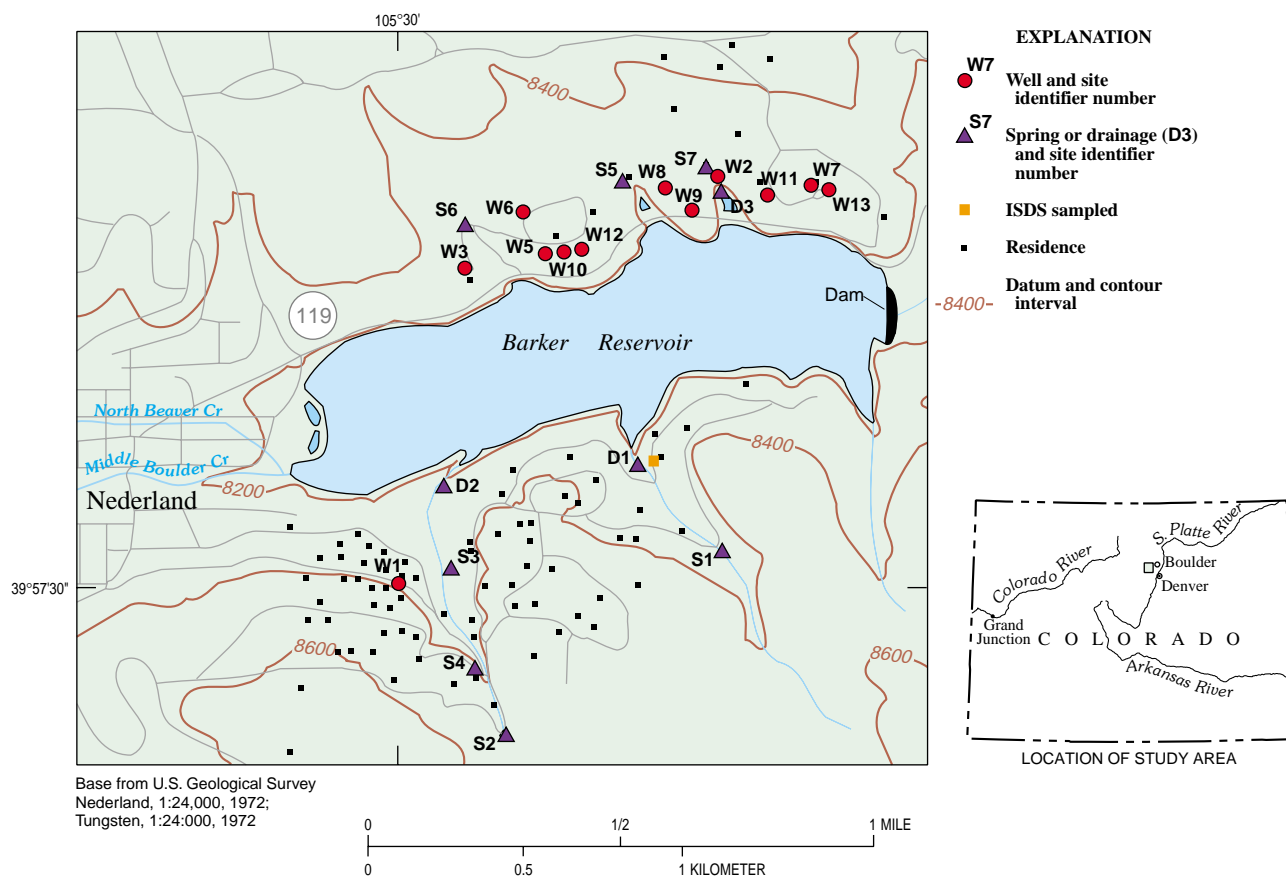 105°30'
EXPLANATION
W7
Well and site
identifier number
S7
Spring or drainage (D3)
and site identifier
number
ISDS sampled
Residence
Datum and contour
interval
8400
8400
S7
W2
W7
S5
W8
W11
W9
D3
W13
S6
W6
W12
W3
W5
W10
119
Dam
Barker Reservoir
North Beaver Cr
Middle Boulder Cr
8400
D1
8200
D2
Nederland
S3
S1
W1
39°57'30"
8600
8600
S4
S2
S. Platte River
Colorado River
Boulder
Denver
Grand
Junction
COLORADO
Arkansas River
LOCATION OF STUDY AREA
Base from U.S. Geological Survey
Nederland, 1:24,000, 1972;
Tungsten, 1:24:000, 1972
0 1/2 1 MILE
0 0.5 1 KILOMETER